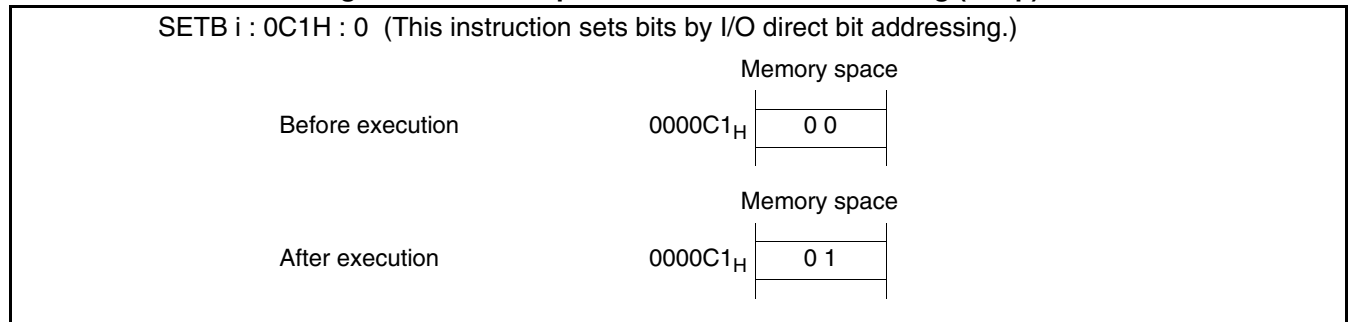 SETB i : 0C1H : 0 (This instruction sets bits by I/O direct bit addressing.)
Memory space
Before execution 0000C1H 0 0
Memory space
After execution 0000C1H 0 1